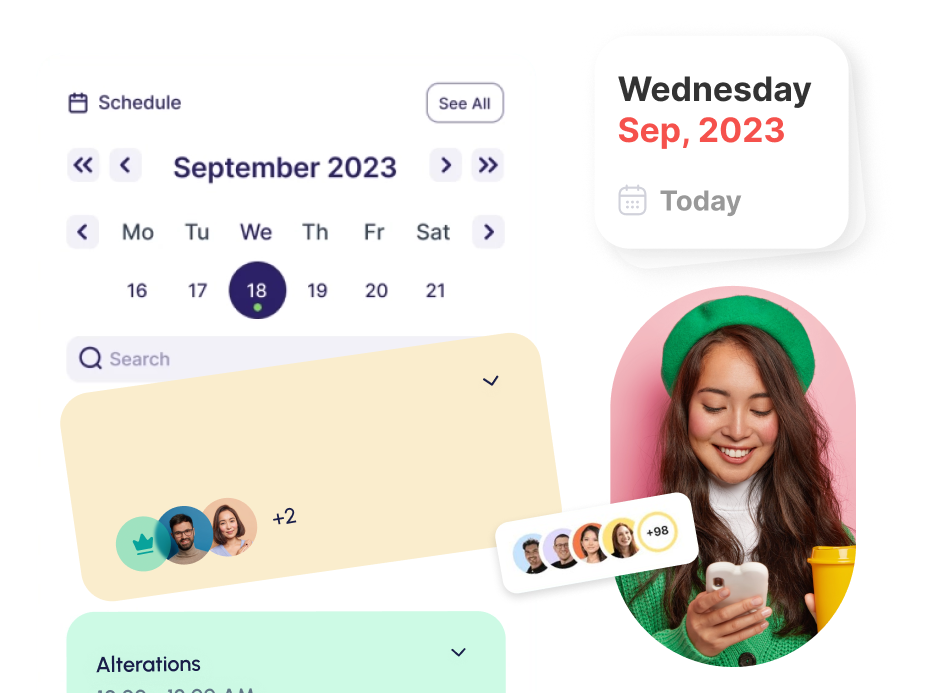 Schedule
See All
September 2023
Mo Tu We Th Fr Sat
16 17 18 19 20 21
Search
+2
Alterations
Wednesday
Sep, 2023
Today
+98